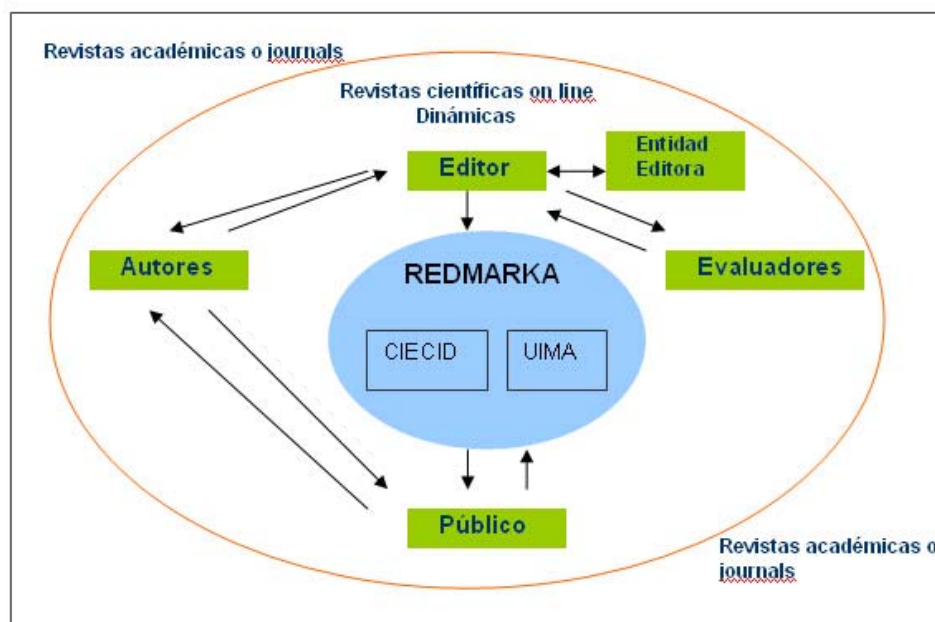 Revistas académicas o journals
Revistas científicas on line
Dinámicas
Entidad
Editora
Editor
Autores
Evaluadores
REDMARKA
CIECID
UIMA
Público
Revistas académicas o
journals